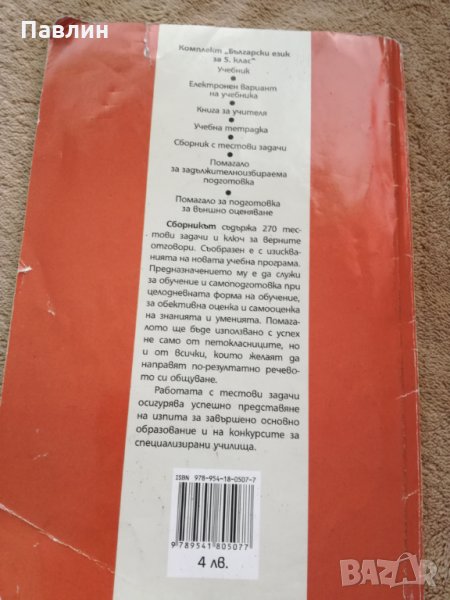 Павлин
Комплект „Български език
за 5. клас“
Учебник
•
Електронен вариант
на учебника
•
Книга за учителя
•
Учебна тетрадка
•
Сборник с тестови задачи
•
Помагало
за задължителноизбираема
подготовка
•
Помагало за подготовка
за външно оценяване
Сборникът съдържа 270 тес-
тови задачи и ключ за верните
отговори. Съобразен е с изисква-
нията на новата учебна програма.
Предназначението му е да служи
за обучение и самоподготовка при
целодневната форма на обучение,
за обективна оценка и самооценка
на знанията и уменията. Помага-
лото ще бъде използвано с успех
не само от петокласниците, но
и от всички, които желаят да
направят по-резултатно речево-
то си общуване.
Работата с тестови задачи
осигурява успешно представяне
на изпита за завършено основно
образование и на конкурсите за
специализирани училища.
ISBN 978-954-18-0507-7
9 789541 805077
4 лв.
BAZAR